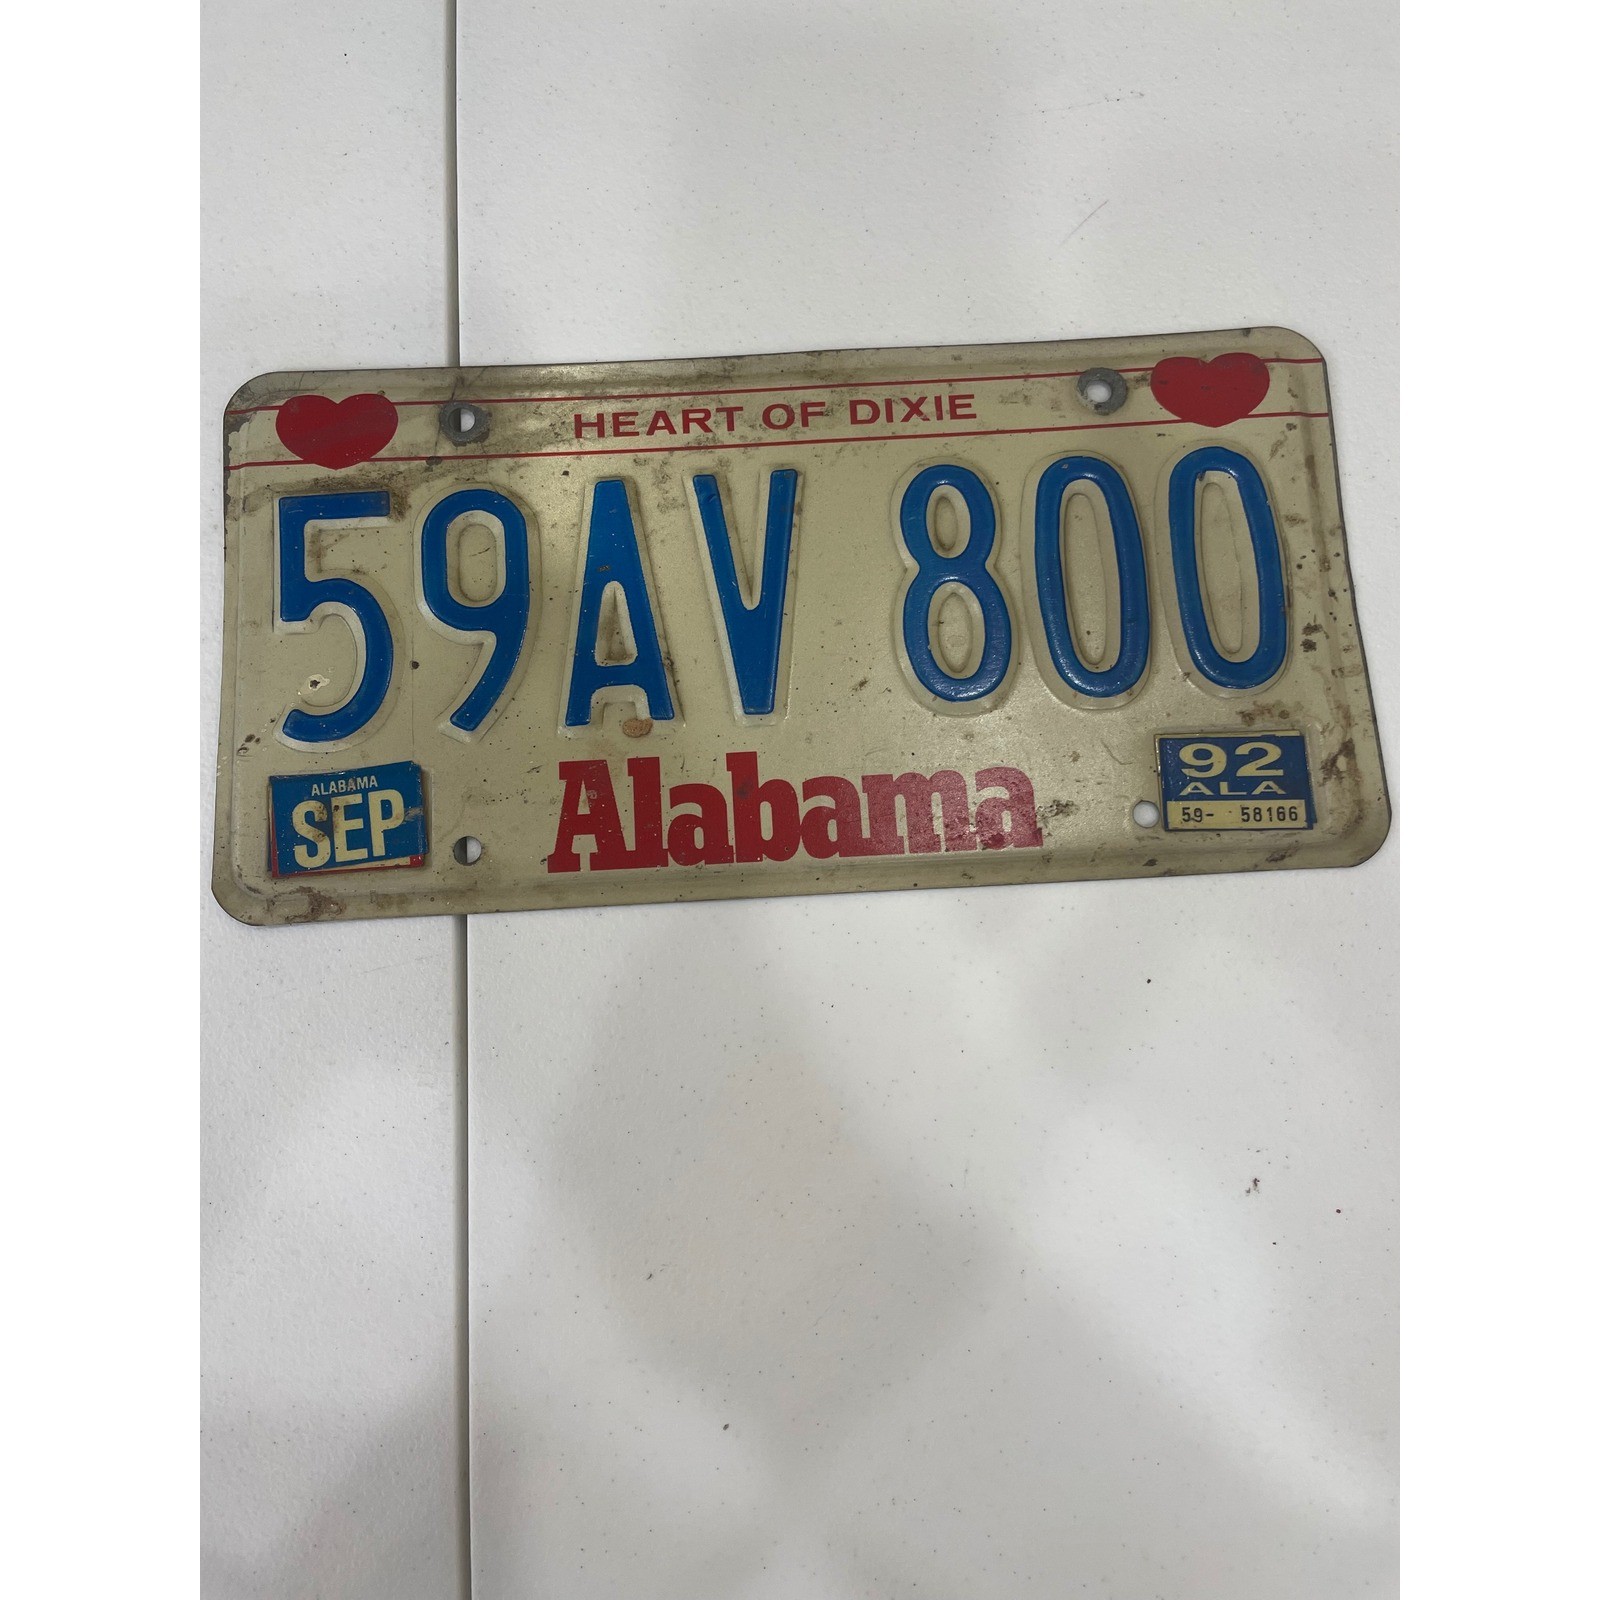 HEART OF DIXIE
59AV 800
ALABAMA
SEP
Alabama
92
ALA
59- 58166